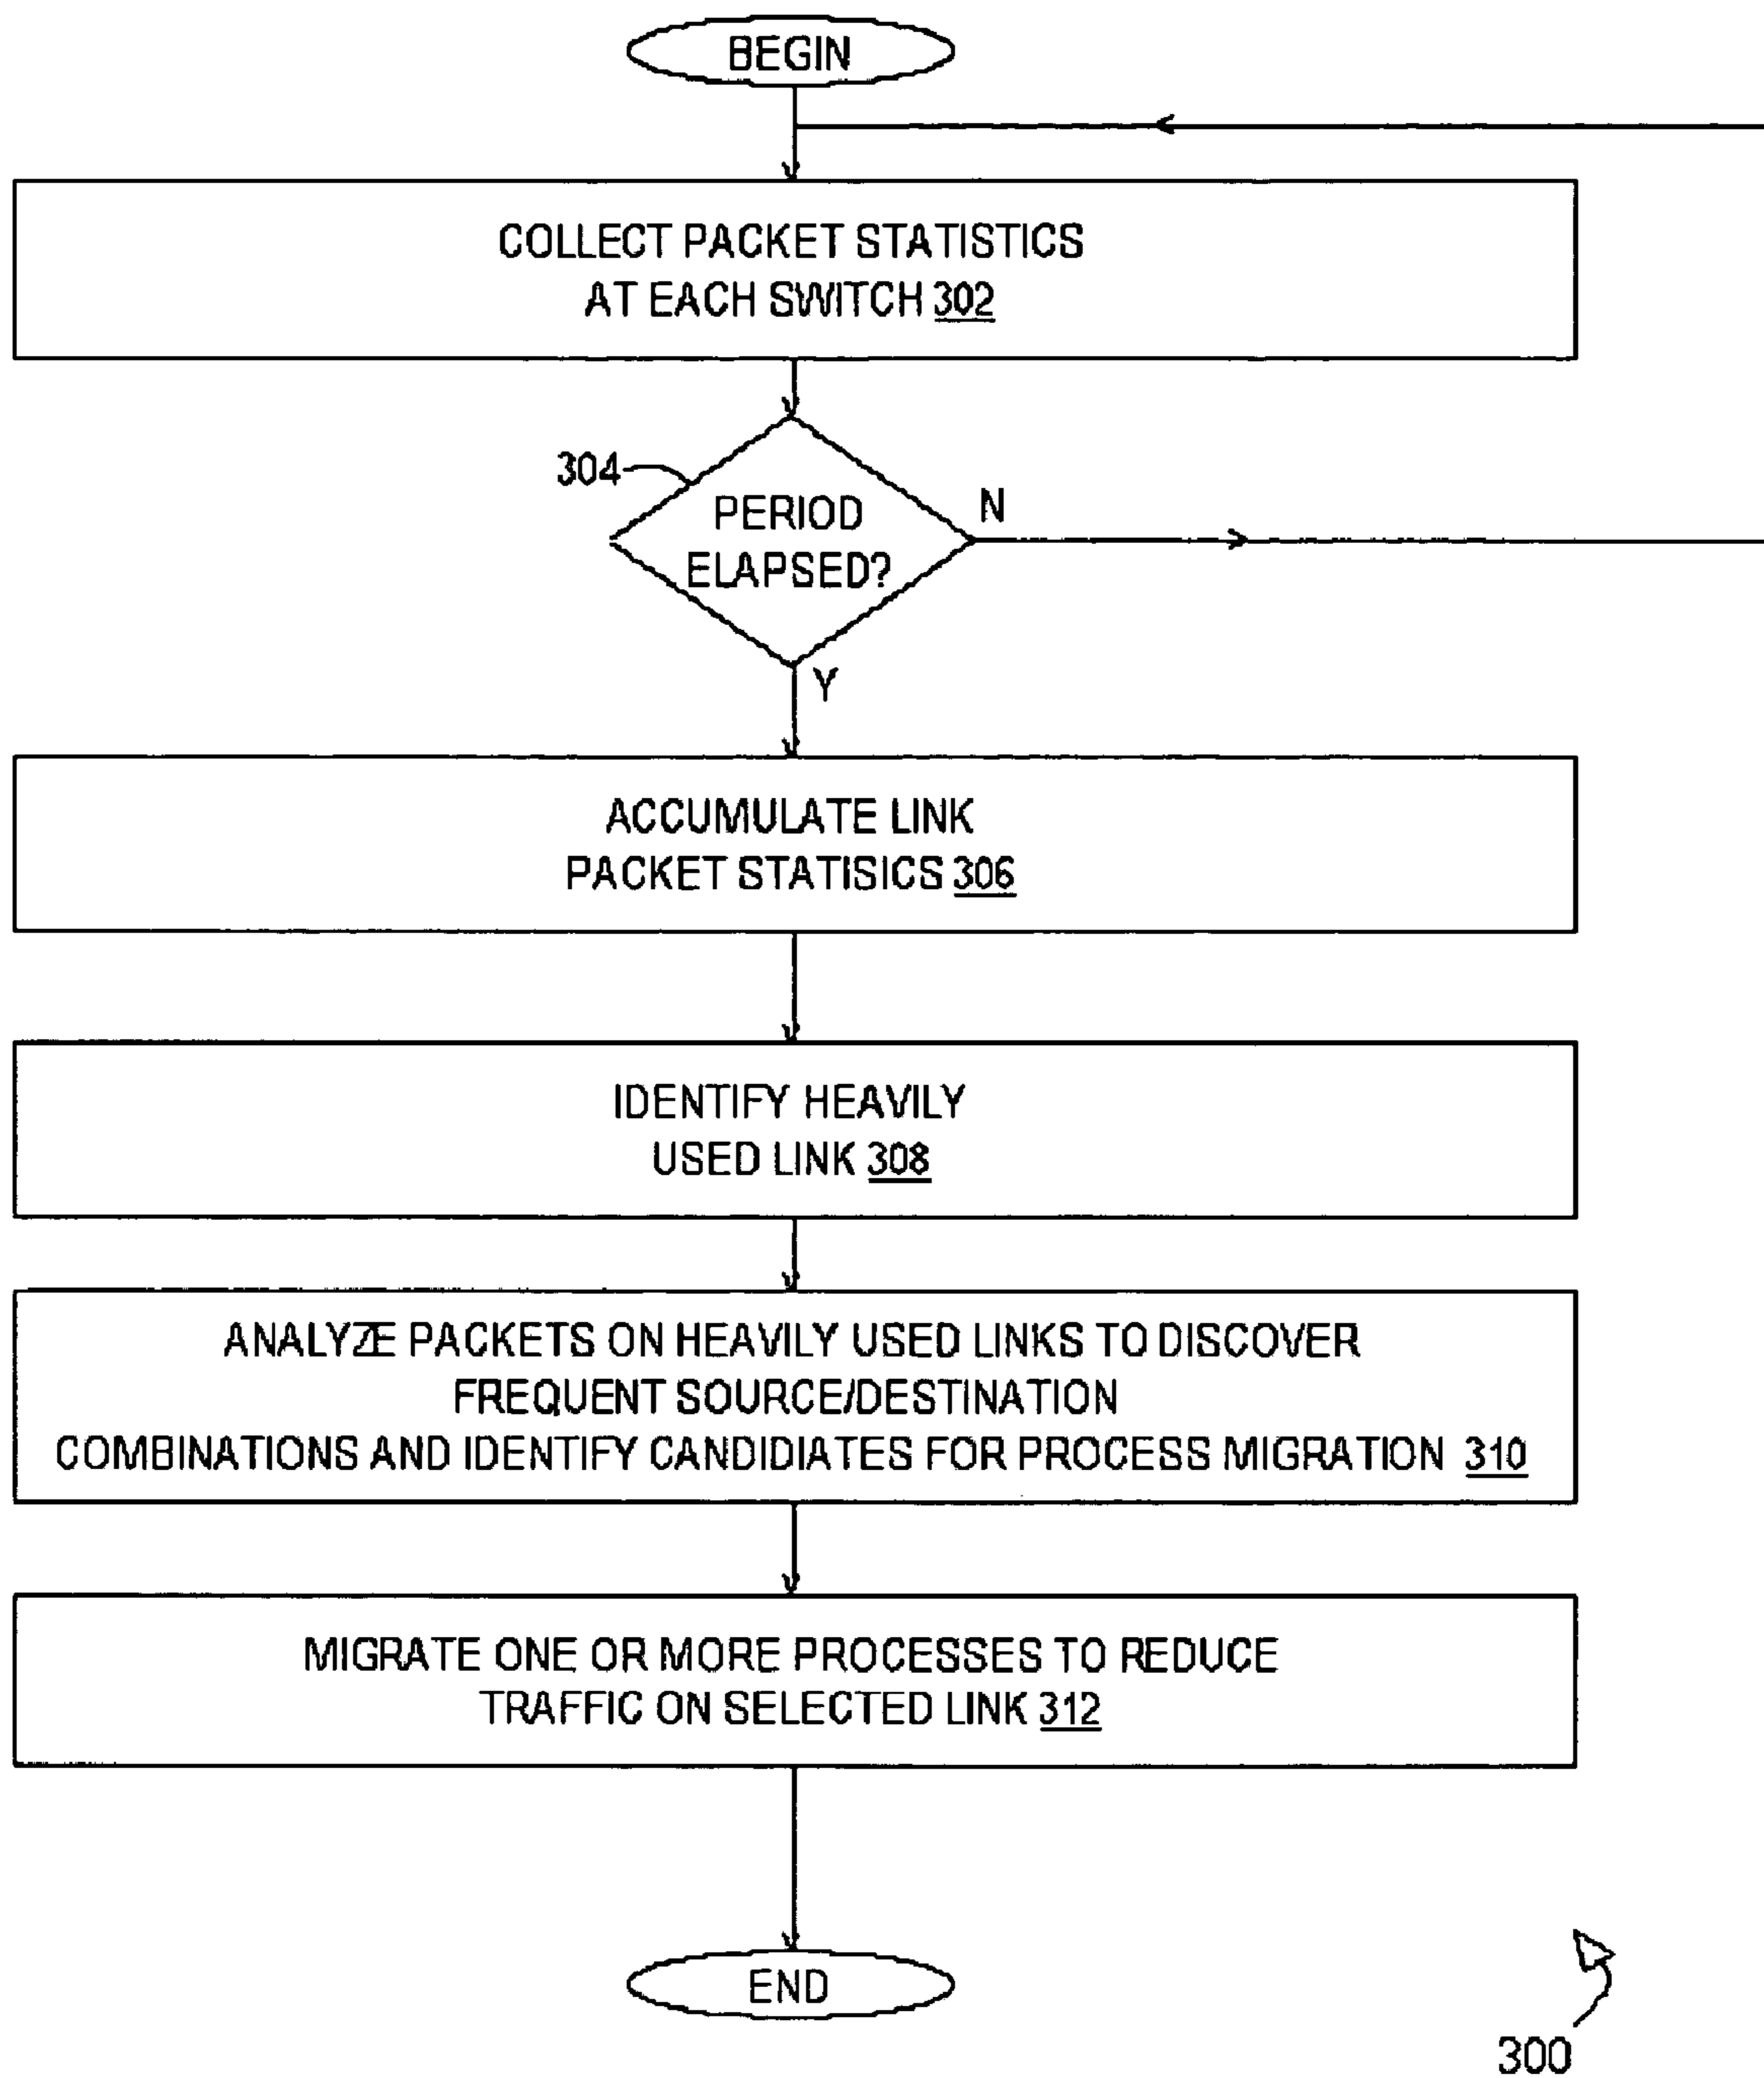 BEGIN
COLLECT PACKET STATISTICS
AT EACH SWITCH 302
304
PERIOD
ELAPSED?
N
Y
ACCUMULATE LINK
PACKET STATISICS 306
IDENTIFY HEAVILY
USED LINK 308
ANALYZE PACKETS ON HEAVILY USED LINKS TO DISCOVER
FREQUENT SOURCE/DESTINATION
COMBINATIONS AND IDENTIFY CANDIDIATES FOR PROCESS MIGRATION 310
MIGRATE ONE OR MORE PROCESSES TO REDUCE
TRAFFIC ON SELECTED LINK 312
END
300